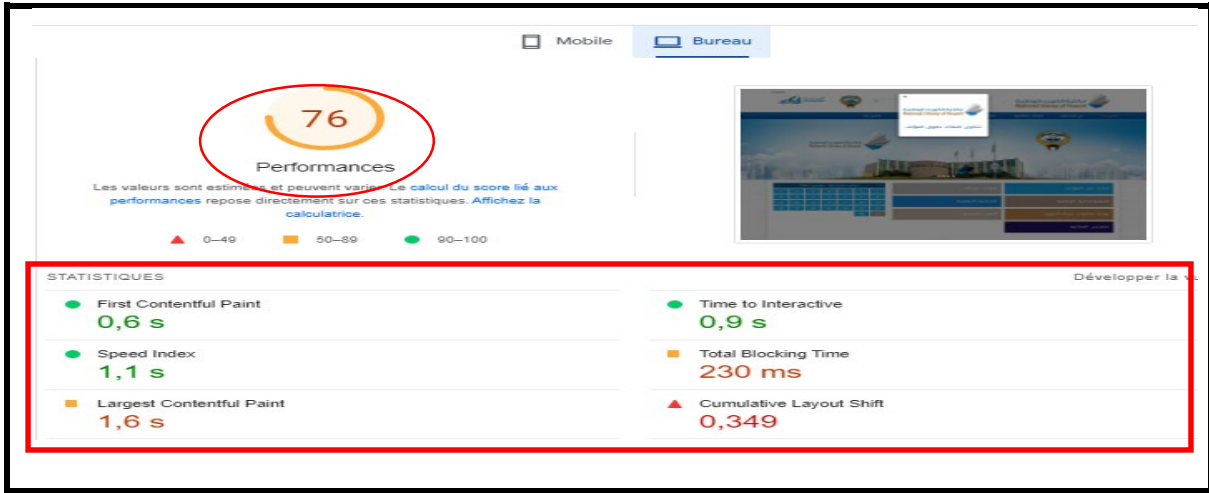 Mobile
Bureau
76
Performances
Les valeurs sont estimées et peuvent varier. Le calcul du score lié aux
performances repose directement sur ces statistiques. Affichez la
calculatrice.
0–49
50–89
90–100
STATISTIQUES
Développer la vu
First Contentful Paint
0,6 s
Time to Interactive
0,9 s
Speed Index
1,1 s
Total Blocking Time
230 ms
Largest Contentful Paint
1,6 s
Cumulative Layout Shift
0,349